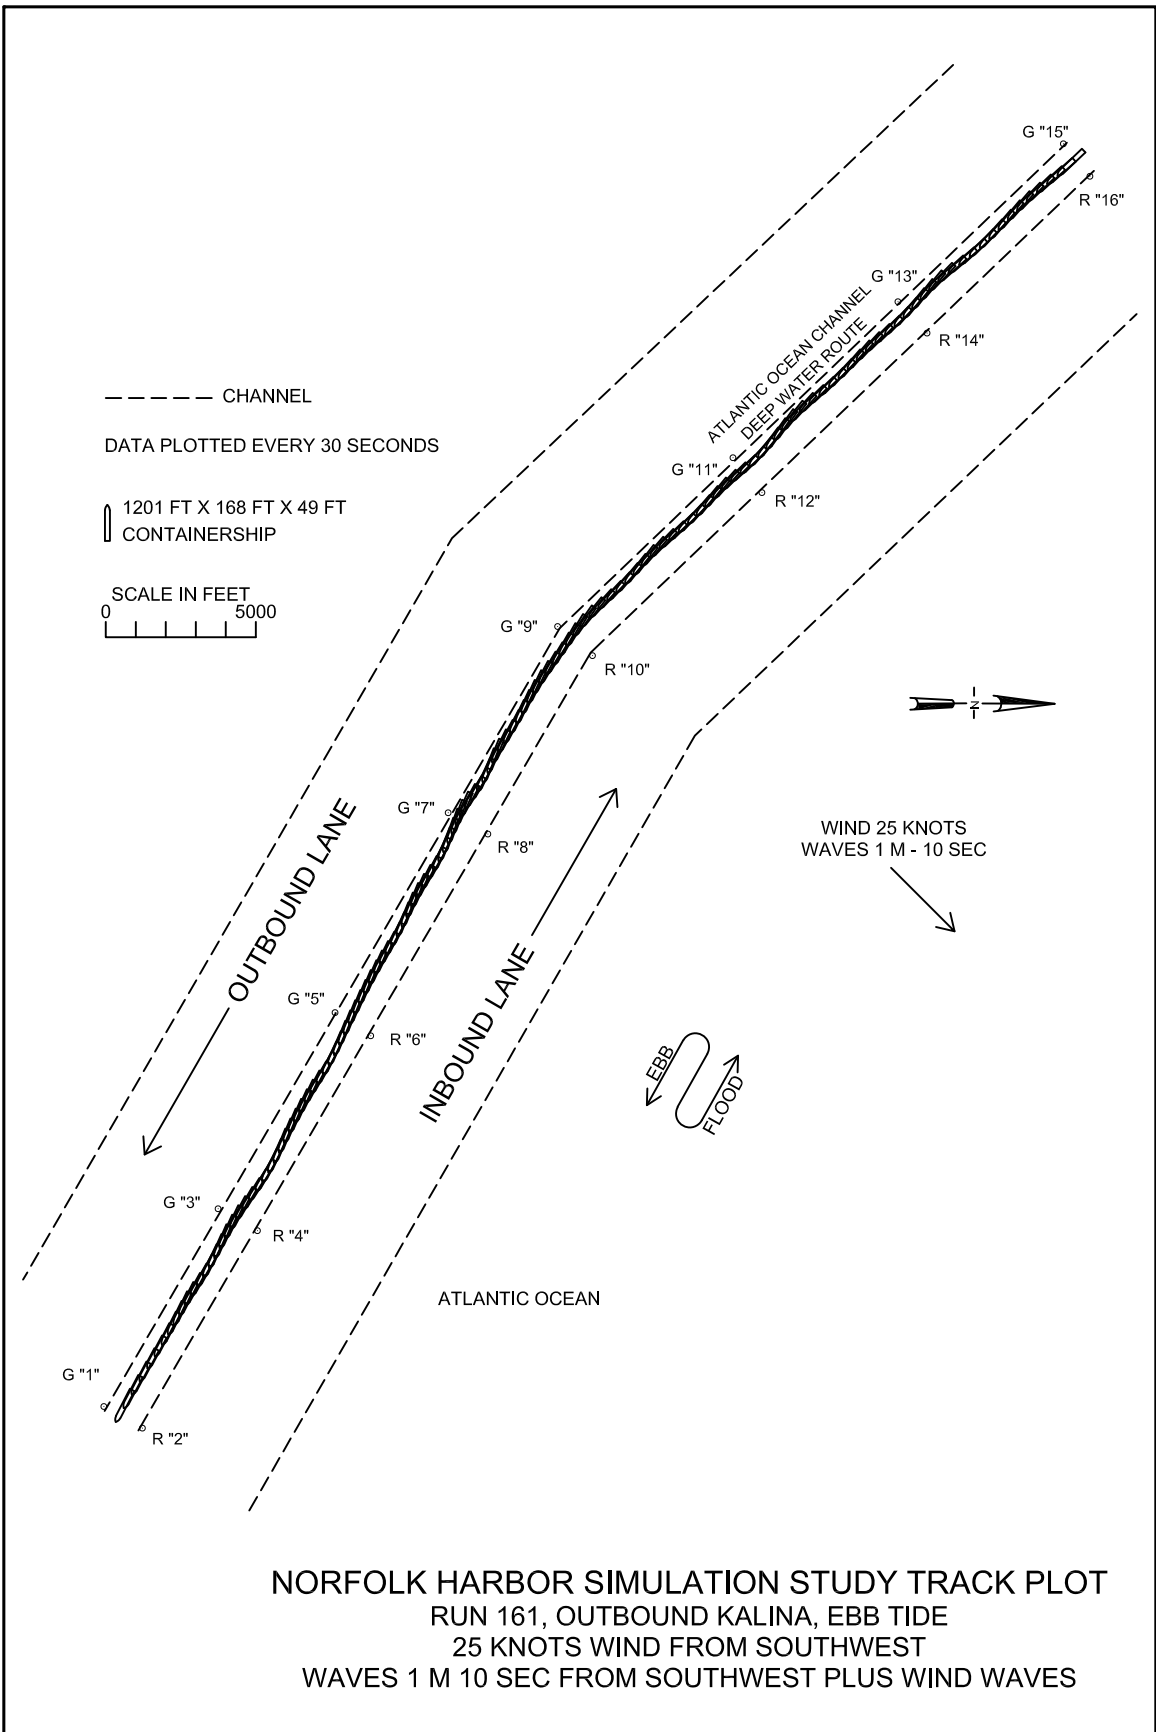 G "15"
R "16"
G "13"
ATLANTIC OCEAN CHANNEL
DEEP WATER ROUTE
R "14"
CHANNEL
DATA PLOTTED EVERY 30 SECONDS
G "11"
R "12"
1201 FT X 168 FT X 49 FT
CONTAINERSHIP
SCALE IN FEET
0 5000
G "9"
R "10"
N
G "7"
R "8"
WIND 25 KNOTS
WAVES 1 M - 10 SEC
OUTBOUND LANE
G "5"
R "6"
INBOUND LANE
EBB
FLOOD
G "3"
R "4"
ATLANTIC OCEAN
G "1"
R "2"
NORFOLK HARBOR SIMULATION STUDY TRACK PLOT
RUN 161, OUTBOUND KALINA, EBB TIDE
25 KNOTS WIND FROM SOUTHWEST
WAVES 1 M 10 SEC FROM SOUTHWEST PLUS WIND WAVES